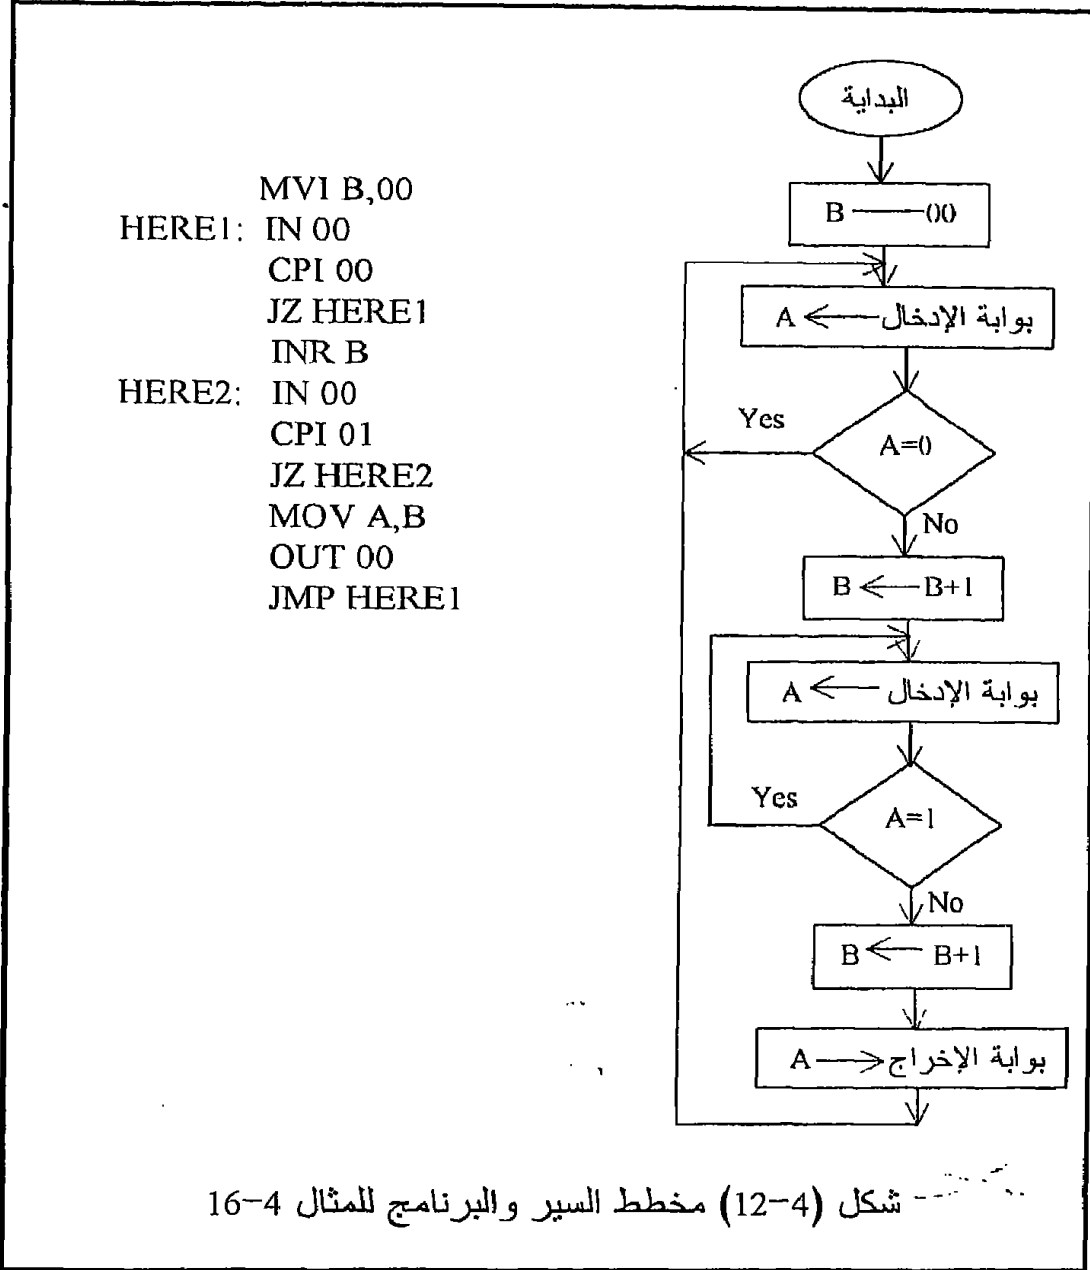 MVI B,00
HERE1: IN 00
CPI 00
JZ HERE1
INR B
HERE2: IN 00
CPI 01
JZ HERE2
MOV A,B
OUT 00
JMP HERE1
البداية
B 00
A ← بوابة الإدخال
A=0
Yes
No
B ← B+1
A ← بوابة الإدخال
A=1
Yes
No
B ← B+1
A → بوابة الإخراج
شكل (4-12) مخطط السير والبرنامج للمثال 4-16